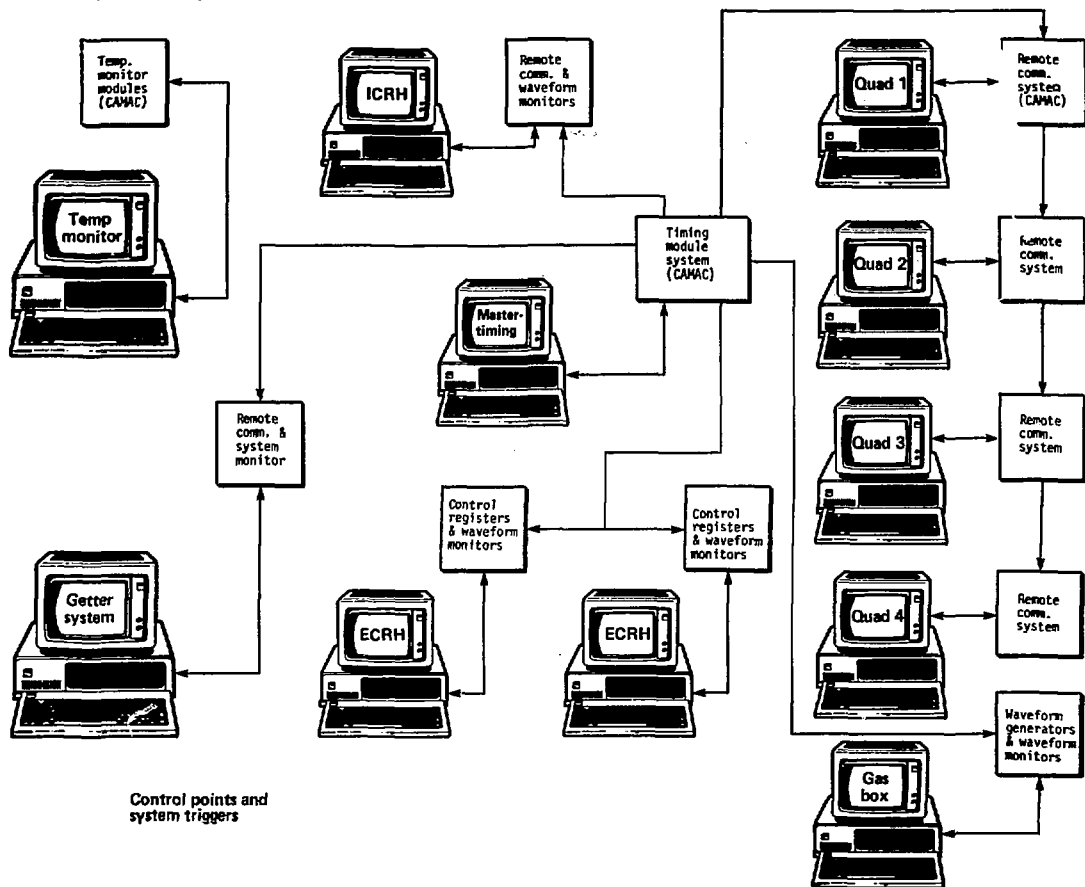 Temp.
monitor
modules
(CAMAC)
ICRH
Remote
comm. &
waveform
monitors
Quad 1
Remote
comm.
system
(CAMAC)
Temp
monitor
Timing
module
system
(CAMAC)
Quad 2
Remote
comm.
system
Master-
timing
Remote
comm. &
system
monitor
Quad 3
Remote
comm.
system
Control
registers
& waveform
monitors
Control
registers
& waveform
monitors
Getter
system
ECRH
ECRH
Quad 4
Remote
comm.
system
Waveform
generators
& waveform
monitors
Gas
box
Control points and
system triggers